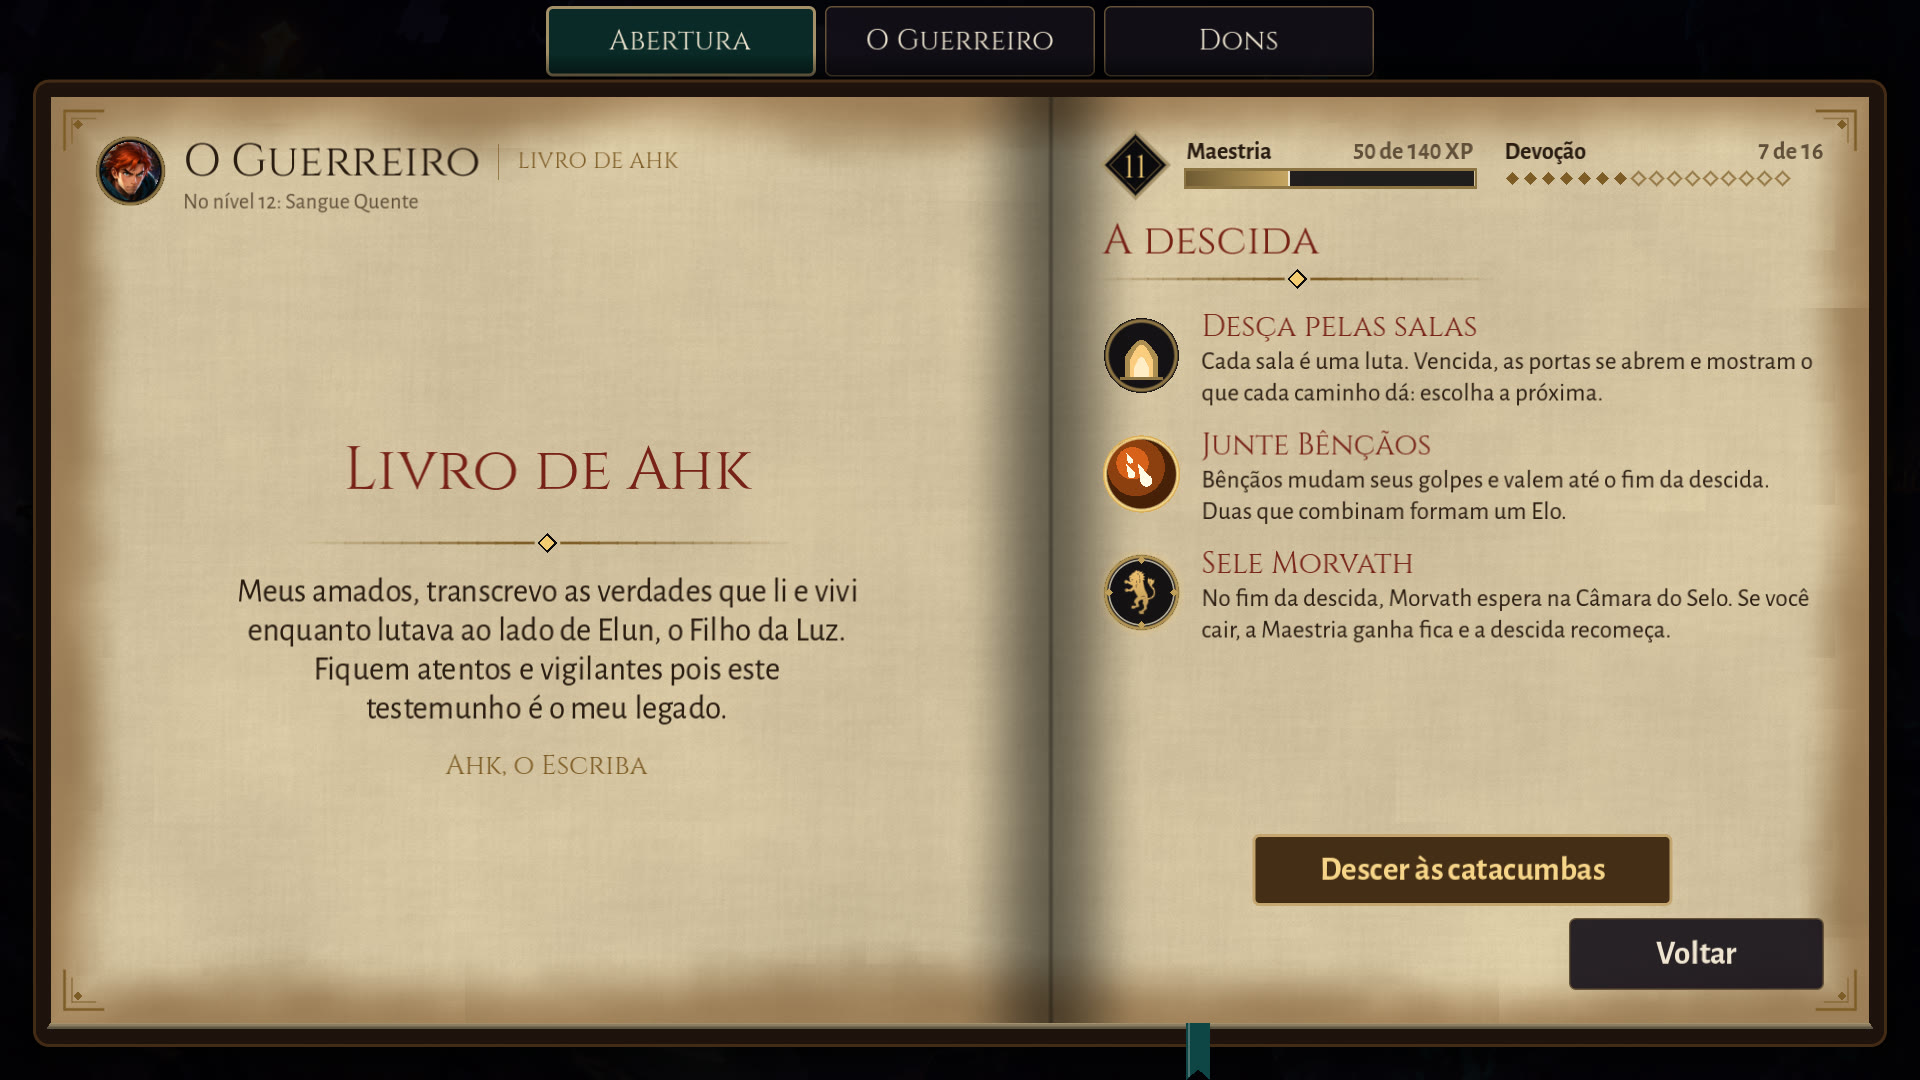 Abertura
O Guerreiro
Dons
O Guerreiro
Livro de Ahk
No nível 12: Sangue Quente
Livro de Ahk
Meus amados, transcrevo as verdades que li e vivi
enquanto lutava ao lado de Elun, o Filho da Luz.
Fiquem atentos e vigilantes pois este
testemunho é o meu legado.
Ahk, o Escriba
11
Maestria
50 de 140 XP
Devoção
7 de 16
A descida
Desça pelas salas
Cada sala é uma luta. Vencida, as portas se abrem e mostram o
que cada caminho dá: escolha a próxima.
Junte Bênçãos
Bênçãos mudam seus golpes e valem até o fim da descida.
Duas que combinam formam um Elo.
Sele Morvath
No fim da descida, Morvath espera na Câmara do Selo. Se você
cair, a Maestria ganha fica e a descida recomeça.
Descer às catacumbas
Voltar